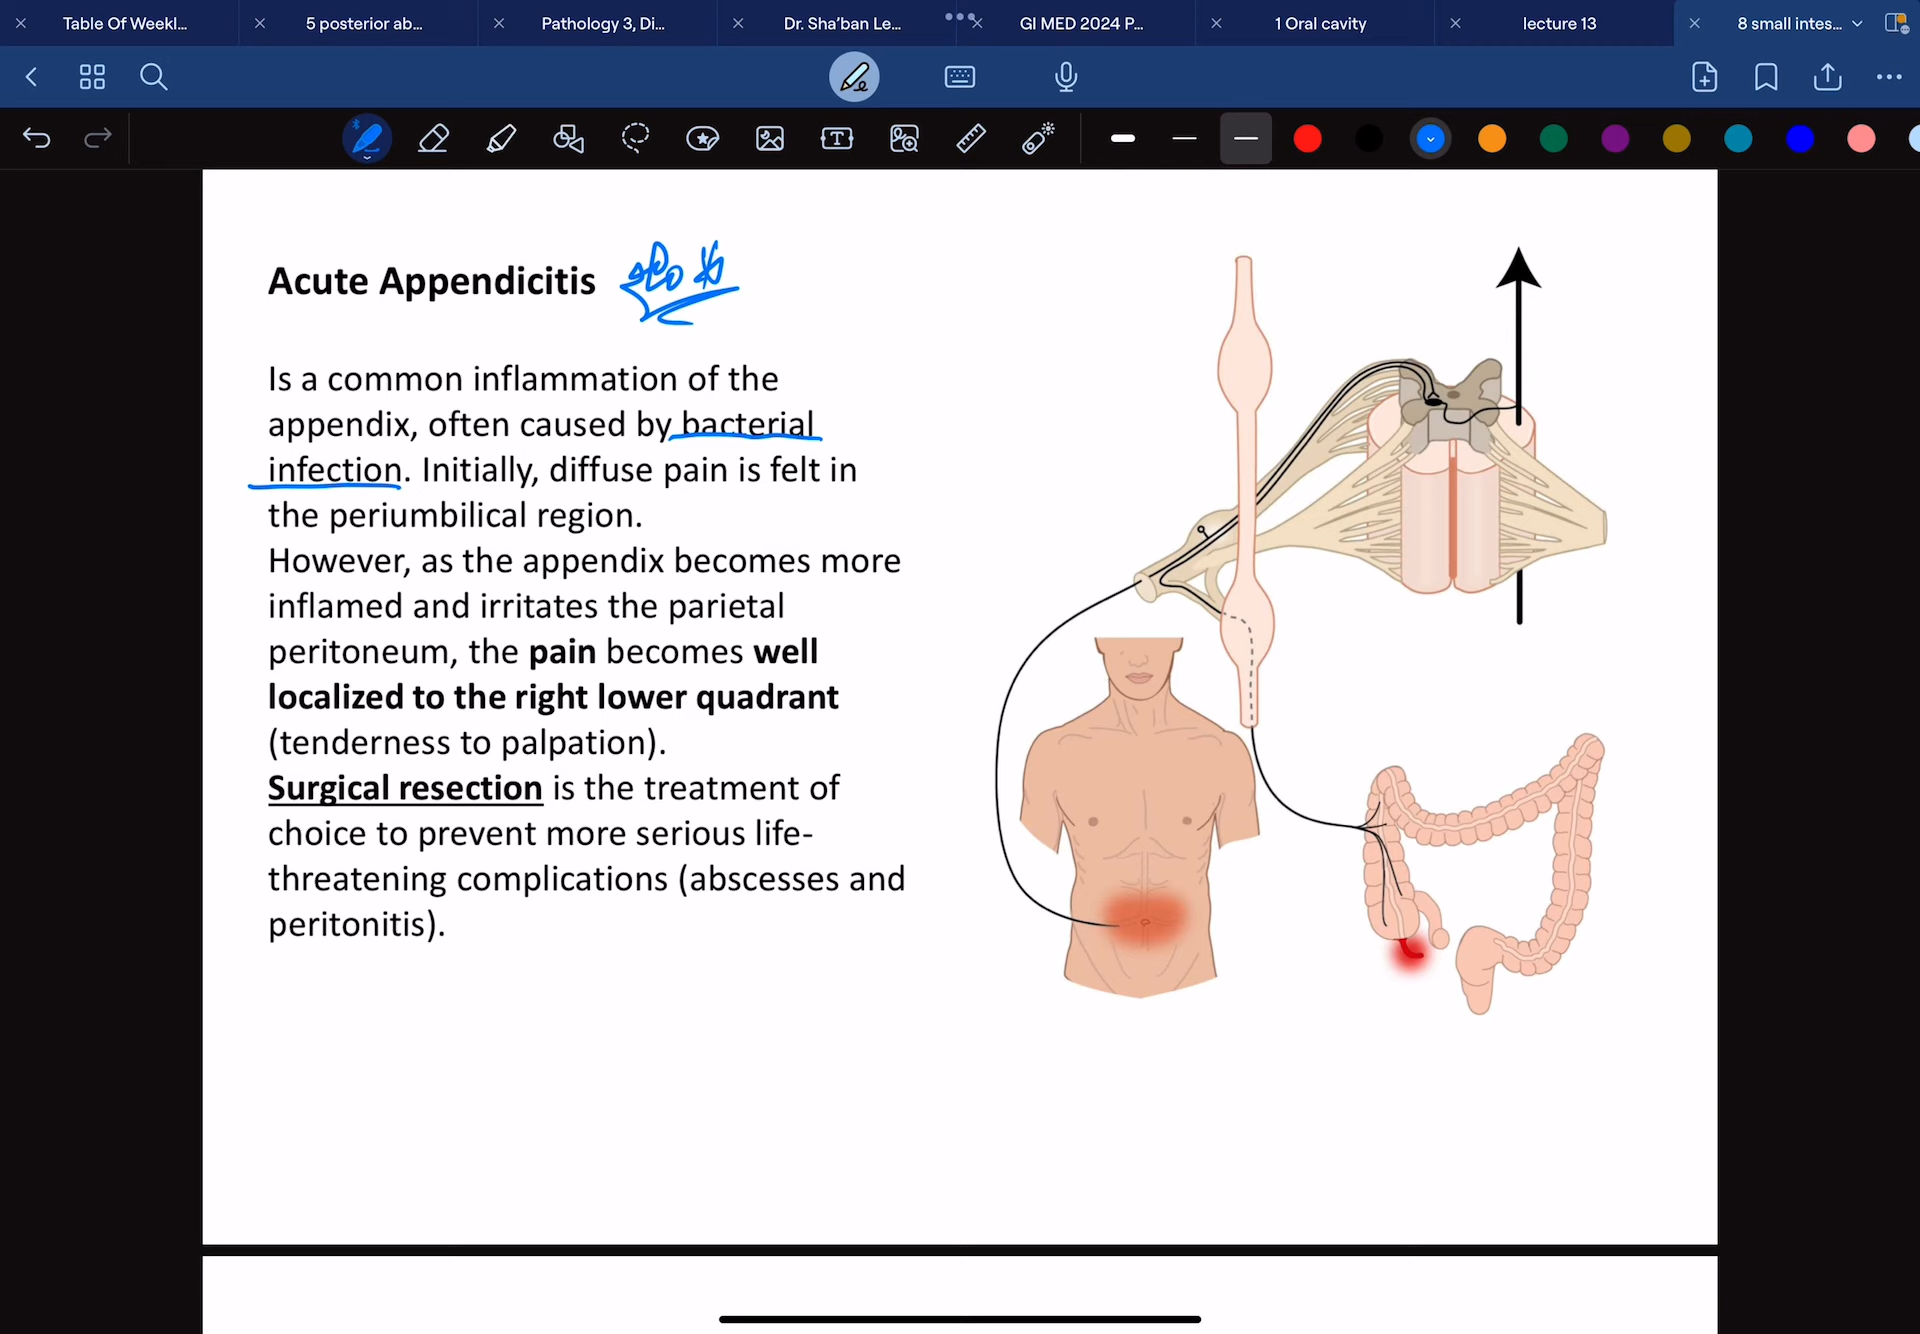 Table Of Weekl...
5 posterior ab...
Pathology 3, Di...
Dr. Sha'ban Le...
GI MED 2024 P...
1 Oral cavity
lecture 13
8 small intes...
Acute Appendicitis
Is a common inflammation of the
appendix, often caused by bacterial
infection. Initially, diffuse pain is felt in
the periumbilical region.
However, as the appendix becomes more
inflamed and irritates the parietal
peritoneum, the pain becomes well
localized to the right lower quadrant
(tenderness to palpation).
Surgical resection is the treatment of
choice to prevent more serious life-
threatening complications (abscesses and
peritonitis).